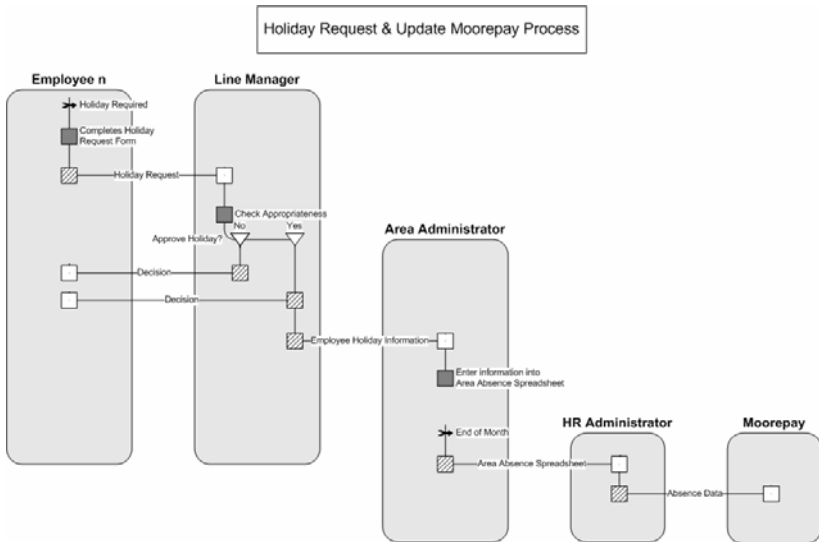 Holiday Request & Update Moorepay Process
Employee n
Line Manager
Holiday Required
Completes Holiday
Request Form
Holiday Request
Check Appropriateness
No
Yes
Approve Holiday?
Area Administrator
Decision
Decision
Employee Holiday Information
Enter information into
Area Absence Spreadsheet
HR Administrator
Moorepay
End of Month
Area Absence Spreadsheet
Absence Data